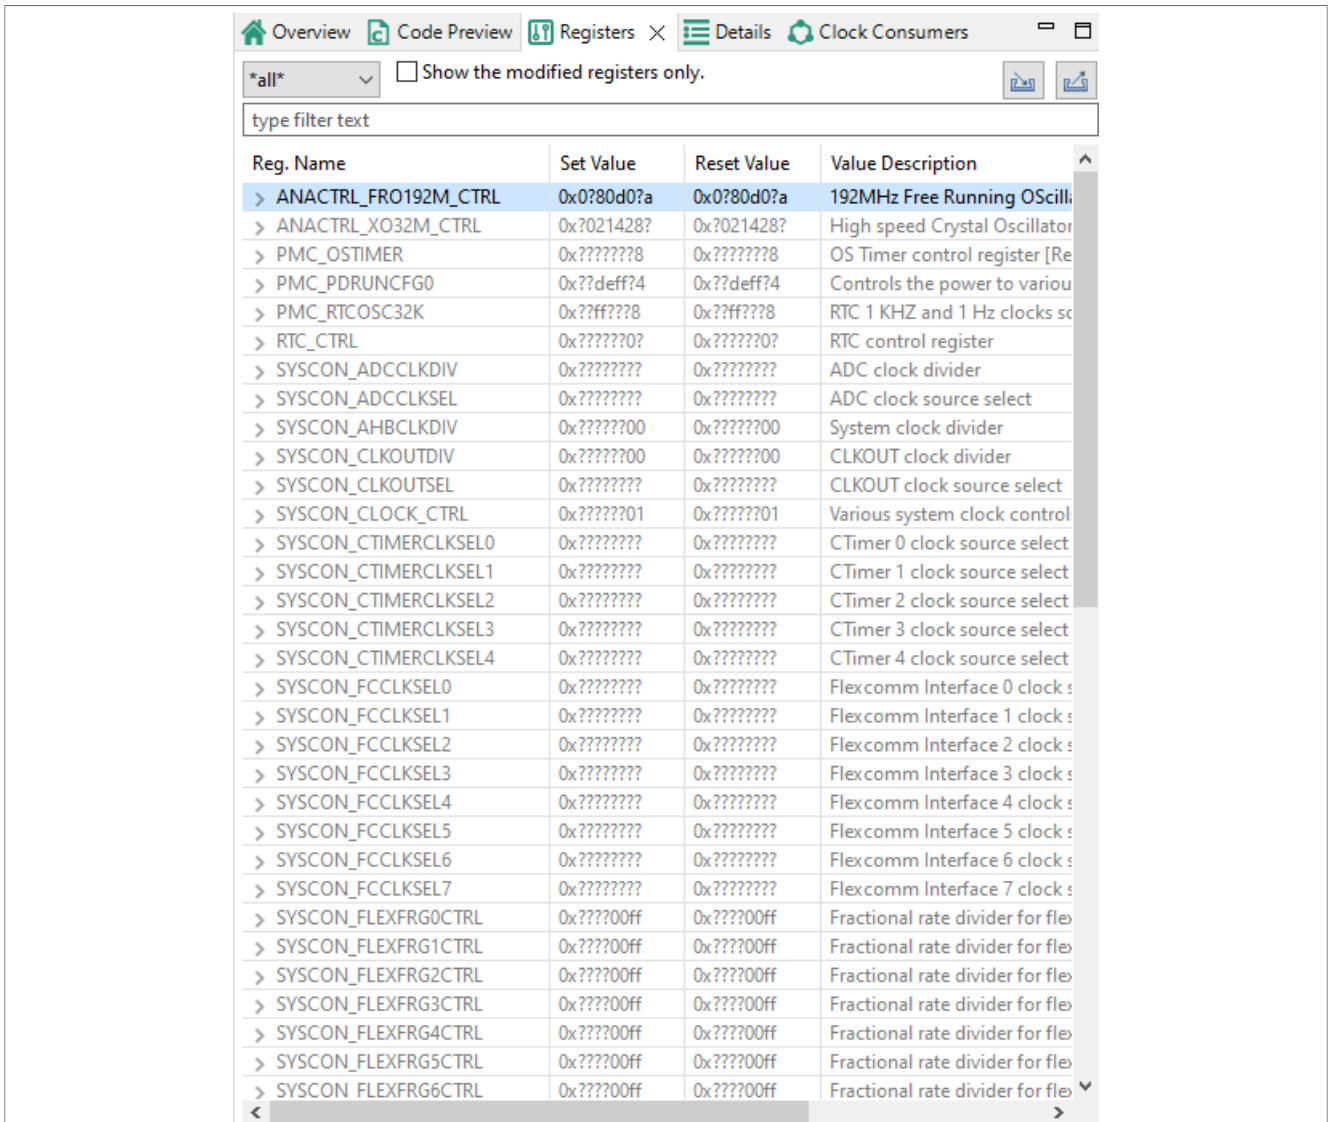 Overview Code Preview Registers Details Clock Consumers
*all* Show the modified registers only.
type filter text
Reg. Name Set Value Reset Value Value Description
ANACTRL_FRO192M_CTRL 0x0?80d0?a 0x0?80d0?a 192MHz Free Running OScilla
ANACTRL_XO32M_CTRL 0x?021428? 0x?021428? High speed Crystal Oscillator
PMC_OSTIMER 0x???????8 0x???????8 OS Timer control register [Re
PMC_PDRUNCFG0 0x??deff?4 0x??deff?4 Controls the power to variou
PMC_RTCOSC32K 0x??ff???8 0x??ff???8 RTC 1 KHZ and 1 Hz clocks so
RTC_CTRL 0x??????0? 0x??????0? RTC control register
SYSCON_ADCCLKDIV 0x???????? 0x???????? ADC clock divider
SYSCON_ADCCLKSEL 0x???????? 0x???????? ADC clock source select
SYSCON_AHBCLKDIV 0x??????00 0x??????00 System clock divider
SYSCON_CLKOUTDIV 0x??????00 0x??????00 CLKOUT clock divider
SYSCON_CLKOUTSEL 0x???????? 0x???????? CLKOUT clock source select
SYSCON_CLOCK_CTRL 0x??????01 0x??????01 Various system clock control
SYSCON_CTIMERCLKSEL0 0x???????? 0x???????? CTimer 0 clock source select
SYSCON_CTIMERCLKSEL1 0x???????? 0x???????? CTimer 1 clock source select
SYSCON_CTIMERCLKSEL2 0x???????? 0x???????? CTimer 2 clock source select
SYSCON_CTIMERCLKSEL3 0x???????? 0x???????? CTimer 3 clock source select
SYSCON_CTIMERCLKSEL4 0x???????? 0x???????? CTimer 4 clock source select
SYSCON_FCCLKSEL0 0x???????? 0x???????? Flexcomm Interface 0 clock s
SYSCON_FCCLKSEL1 0x???????? 0x???????? Flexcomm Interface 1 clock s
SYSCON_FCCLKSEL2 0x???????? 0x???????? Flexcomm Interface 2 clock s
SYSCON_FCCLKSEL3 0x???????? 0x???????? Flexcomm Interface 3 clock s
SYSCON_FCCLKSEL4 0x???????? 0x???????? Flexcomm Interface 4 clock s
SYSCON_FCCLKSEL5 0x???????? 0x???????? Flexcomm Interface 5 clock s
SYSCON_FCCLKSEL6 0x???????? 0x???????? Flexcomm Interface 6 clock s
SYSCON_FCCLKSEL7 0x???????? 0x???????? Flexcomm Interface 7 clock s
SYSCON_FLEXFRG0CTRL 0x????00ff 0x????00ff Fractional rate divider for flex
SYSCON_FLEXFRG1CTRL 0x????00ff 0x????00ff Fractional rate divider for flex
SYSCON_FLEXFRG2CTRL 0x????00ff 0x????00ff Fractional rate divider for flex
SYSCON_FLEXFRG3CTRL 0x????00ff 0x????00ff Fractional rate divider for flex
SYSCON_FLEXFRG4CTRL 0x????00ff 0x????00ff Fractional rate divider for flex
SYSCON_FLEXFRG5CTRL 0x????00ff 0x????00ff Fractional rate divider for flex
SYSCON_FLEXFRG6CTRL 0x????00ff 0x????00ff Fractional rate divider for flex